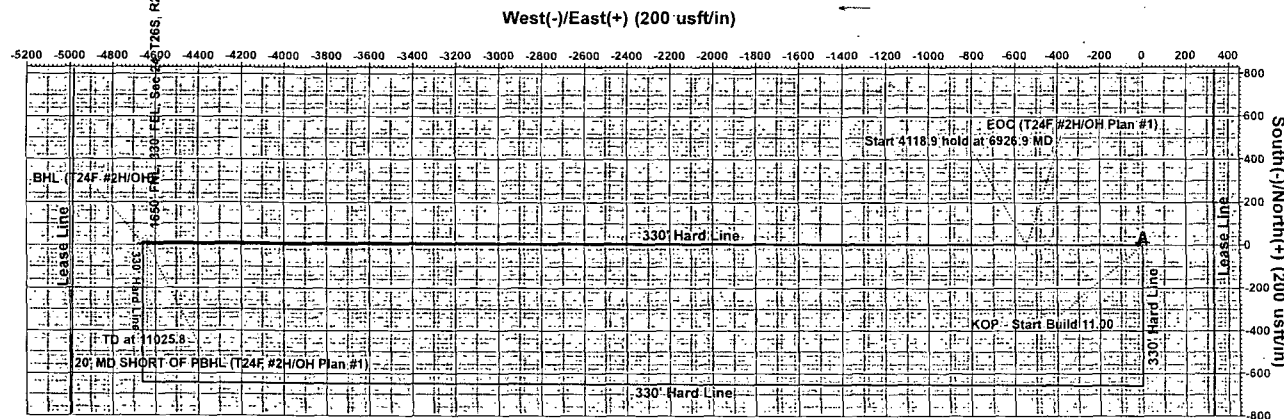 West(-)/East(+) (200 usft/in)
-5200 -5000 -4800 -4600 -4400 -4200 -4000 -3800 -3600 -3400 -3200 -3000 -2800 -2600 -2400 -2200 -2000 -1800 -1600 -1400 -1200 -1000 -800 -600 -400 -200 0 200 400
800
600
400
200
0
-200
-400
-600
-800
South(-)/North(+) (200 usft/in)
EOC (T24F #2H/OH Plan #1)
Start 4118.9 hold at 6926.9 MD
BHL (T24F #2H/OH)
1650' FNL, 330' FEL,
T26S,
Lease Line
Lease Line
330' Hard Line
A
330' Hard Line
330' Hard Line
KOP - Start Build 11.00
TD at 11025.8
20' MD SHORT OF PBHL (T24F #2H/OH Plan #1)
330' Hard Line